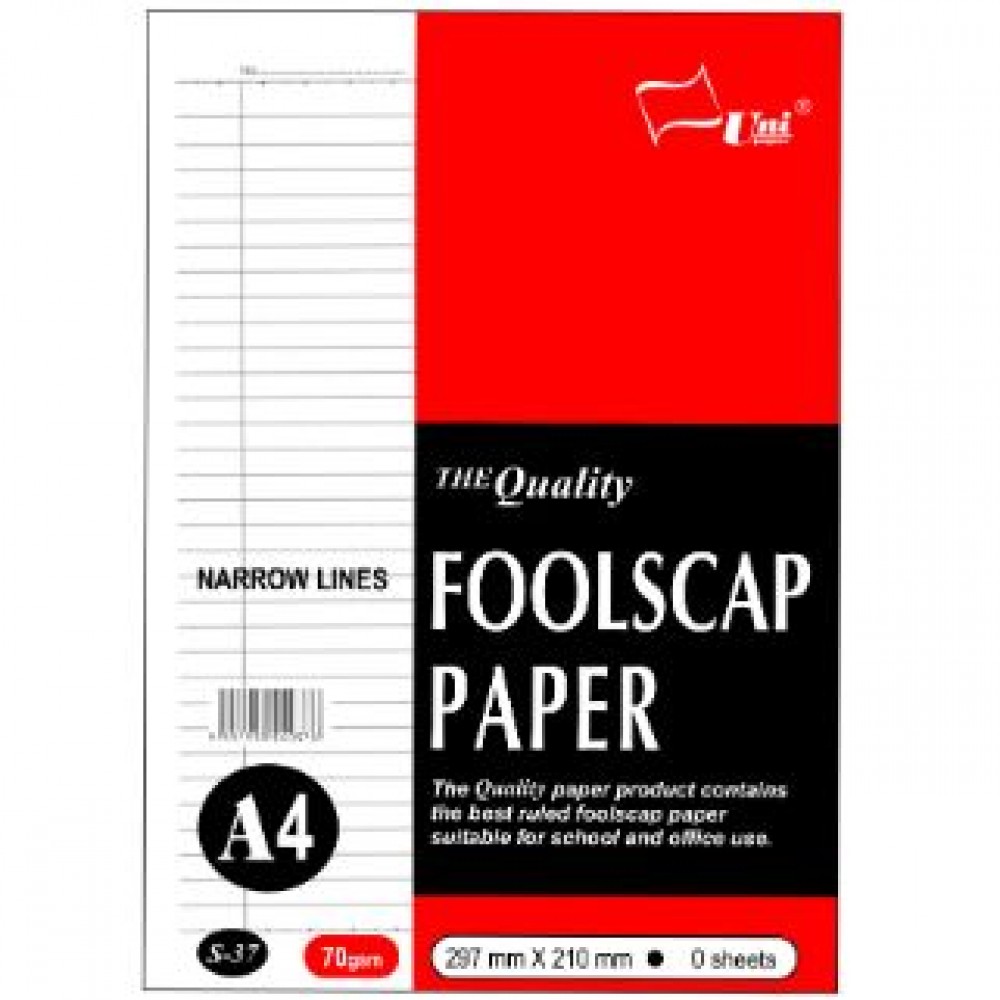 Uni®
THE Quality
FOOLSCAP
PAPER
NARROW LINES
The Quality paper product contains
the best ruled foolscap paper
suitable for school and office use.
A4
S-37
70gsm
297 mm X 210 mm ● 0 sheets